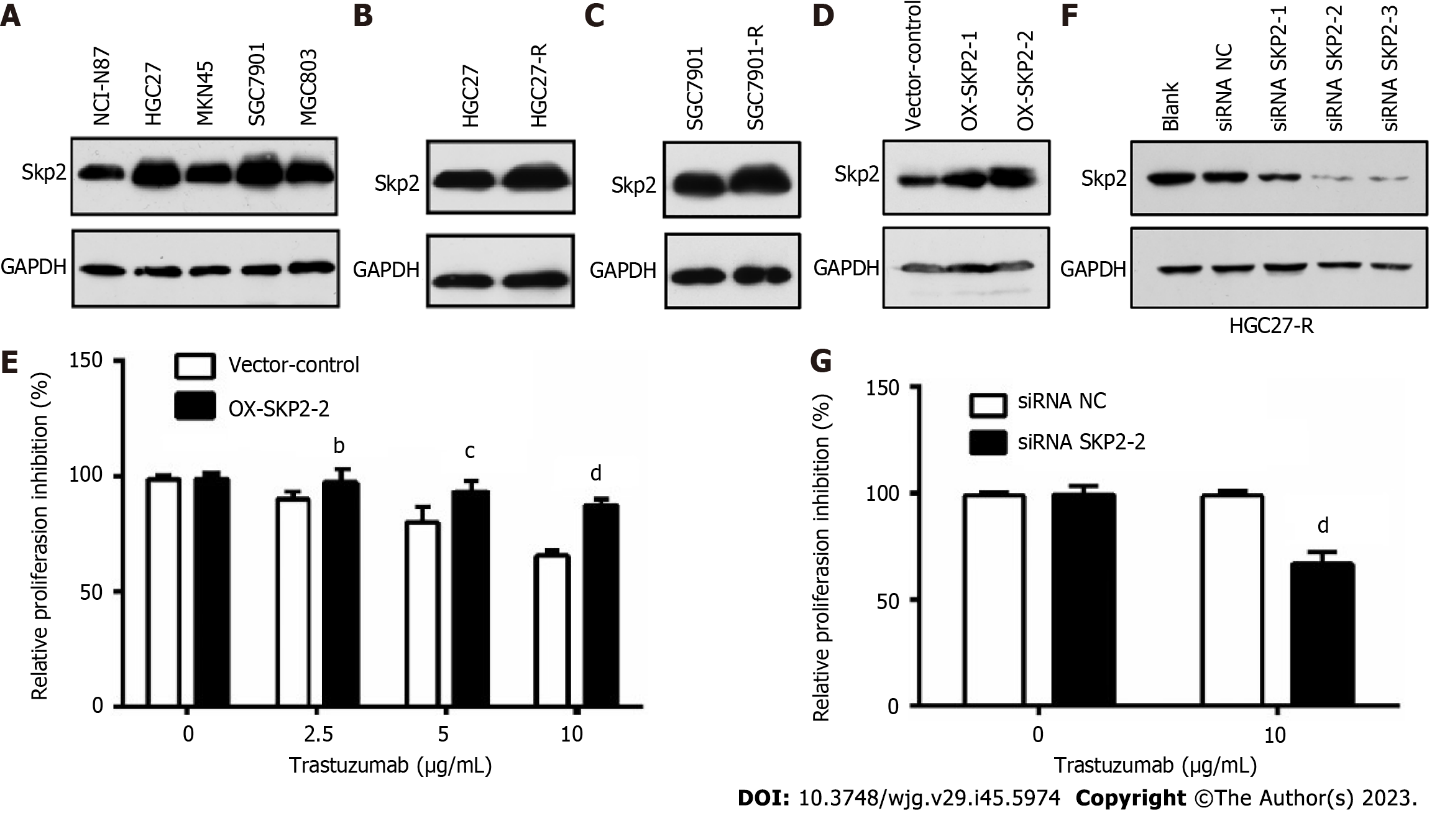 A
NCI-N87
HGC27
MKN45
SGC7901
MGC803
Skp2
GAPDH
B
HGC27
HGC27-R
Skp2
GAPDH
C
SGC7901
SGC7901-R
Skp2
GAPDH
D
Vector-control
OX-SKP2-1
OX-SKP2-2
Skp2
GAPDH
F
Blank
siRNA NC
siRNA SKP2-1
siRNA SKP2-2
siRNA SKP2-3
Skp2
GAPDH
HGC27-R
E
Relative proliferasion inhibition (%)
150
100
50
0
Vector-control
OX-SKP2-2
b
c
d
0 2.5 5 10
Trastuzumab (μg/mL)
G
Relative proliferasion inhibition (%)
150
100
50
0
siRNA NC
siRNA SKP2-2
d
0 10
Trastuzumab (μg/mL)
DOI: 10.3748/wjg.v29.i45.5974 Copyright ©The Author(s) 2023.